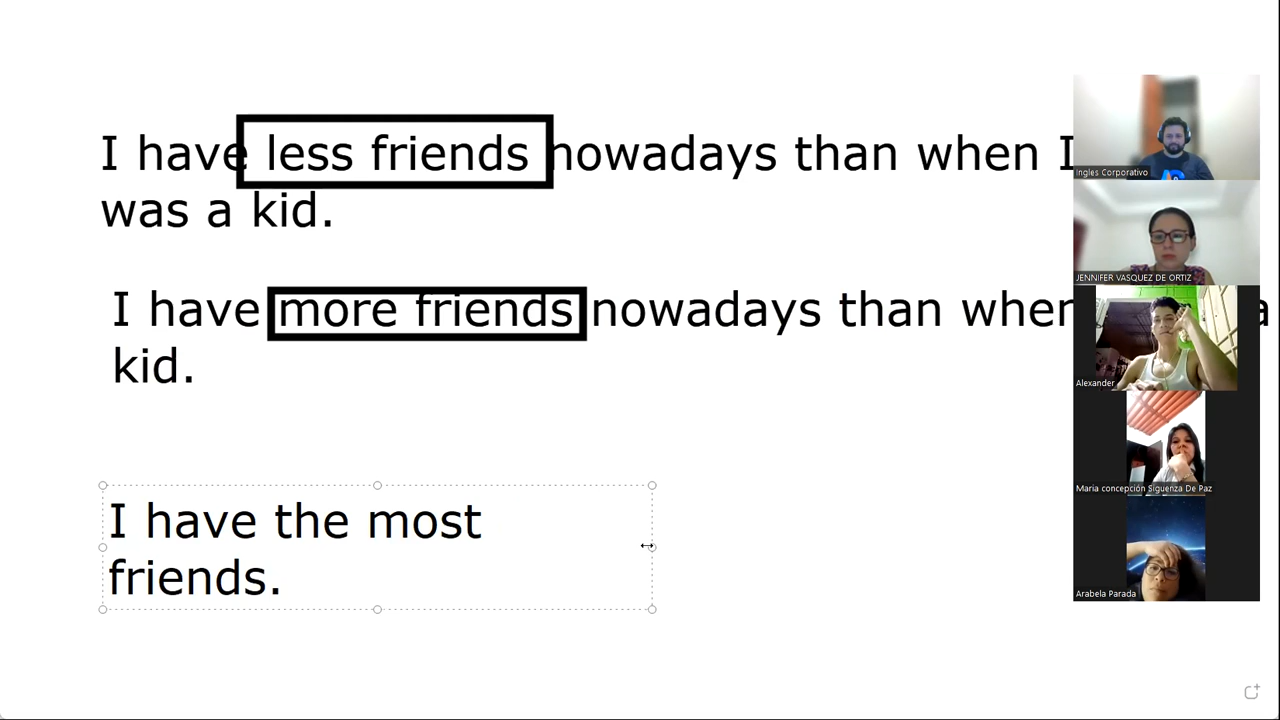 I have less friends nowadays than when I
was a kid.
I have more friends nowadays than when a
kid.
I have the most
friends.
Ingles Corporativo
JENNIFER VASQUEZ DE ORTIZ
Alexander
Maria concepción Siguenza De Paz
Arabela Parada